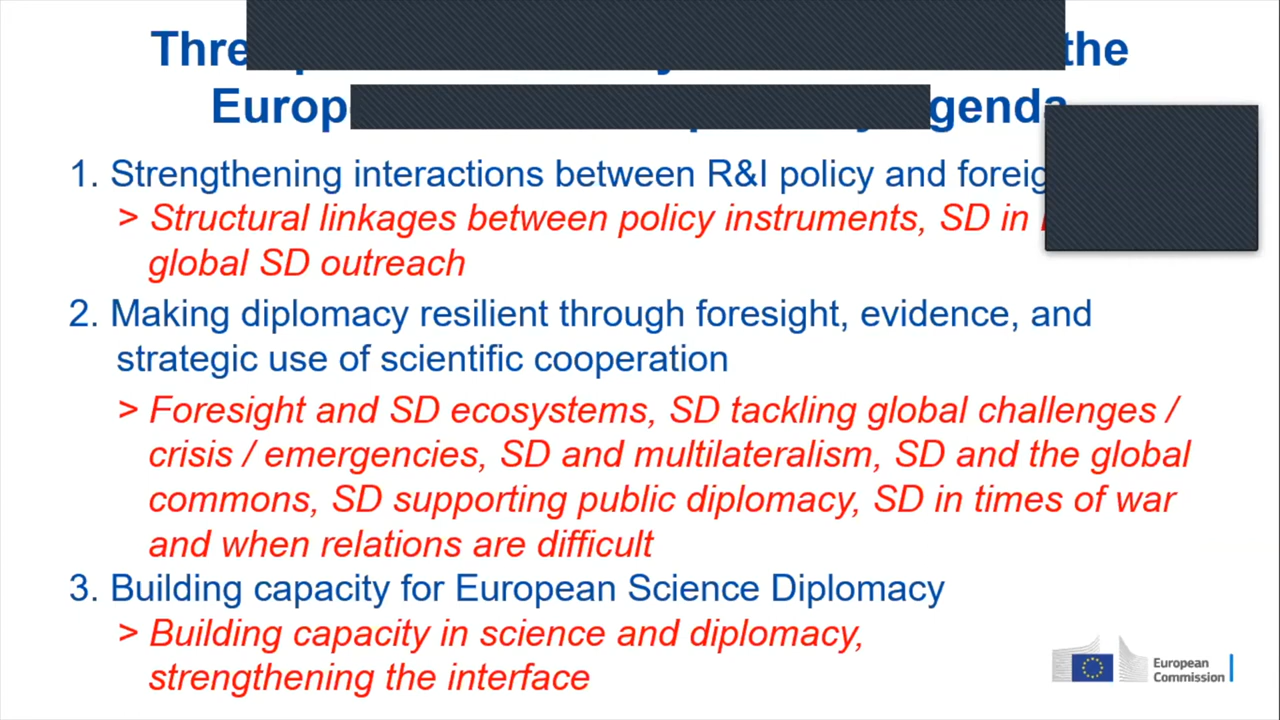 the
1. Strengthening interactions between R&I policy and
> Structural linkages between policy instruments, SD in
global SD outreach
2. Making diplomacy resilient through foresight, evidence, and
strategic use of scientific cooperation
> Foresight and SD ecosystems, SD tackling global challenges /
crisis / emergencies, SD and multilateralism, SD and the global
commons, SD supporting public diplomacy, SD in times of war
and when relations are difficult
3. Building capacity for European Science Diplomacy
> Building capacity in science and diplomacy,
strengthening the interface
European
Commission